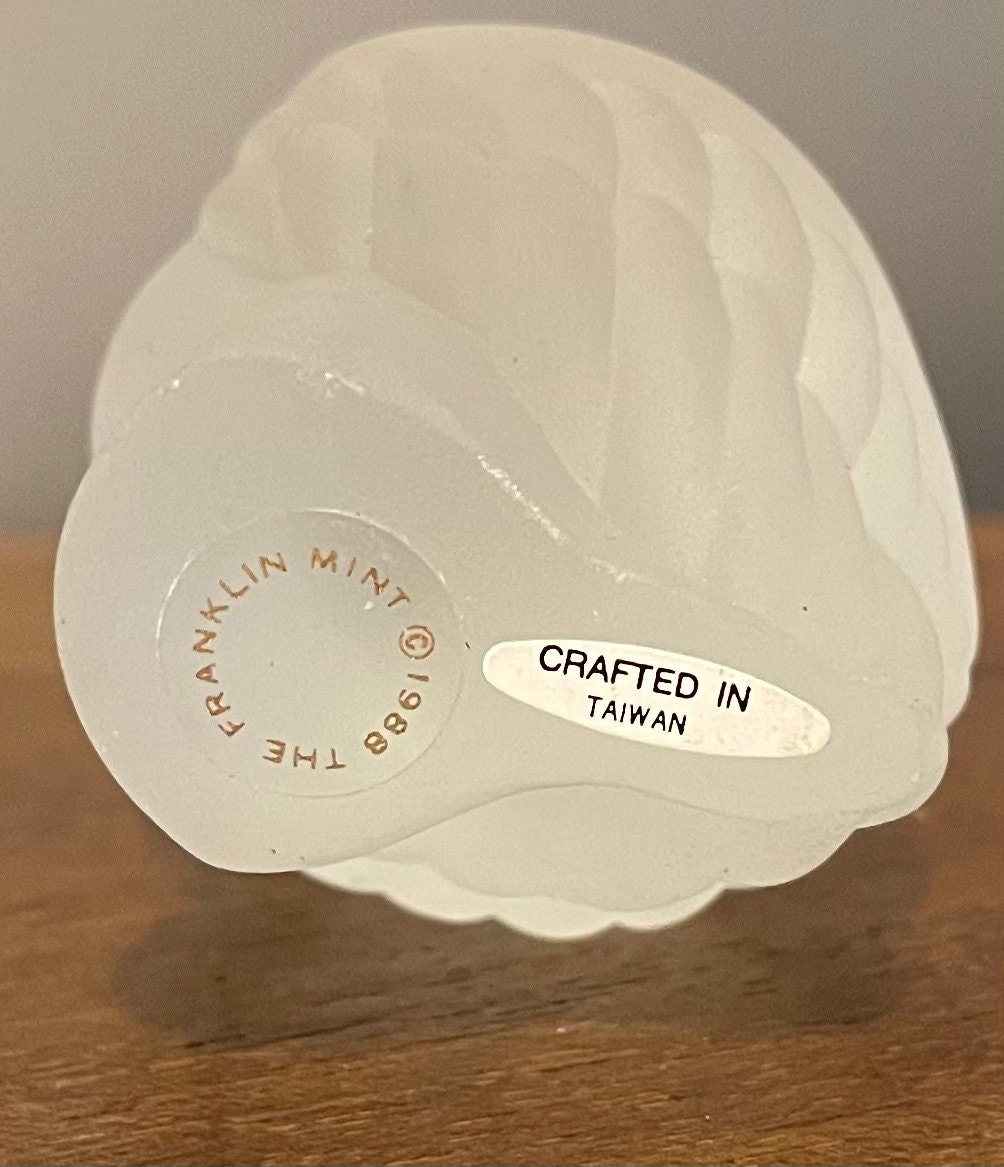 THE FRANKLIN MINT © 1988
CRAFTED IN
TAIWAN